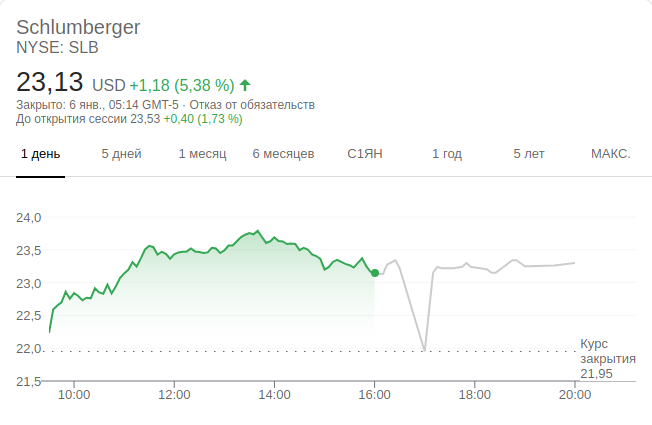 Schlumberger
NYSE: SLB
23,13 USD +1,18 (5,38 %)
Закрыто: 6 янв., 05:14 GMT-5 · Отказ от обязательств
До открытия сессии 23,53 +0,40 (1,73 %)
1 день 5 дней 1 месяц 6 месяцев С1ЯН 1 год 5 лет МАКС.
24,0
23,5
23,0
22,5
22,0
21,5
Курс
закрытия
21,95
10:00 12:00 14:00 16:00 18:00 20:00